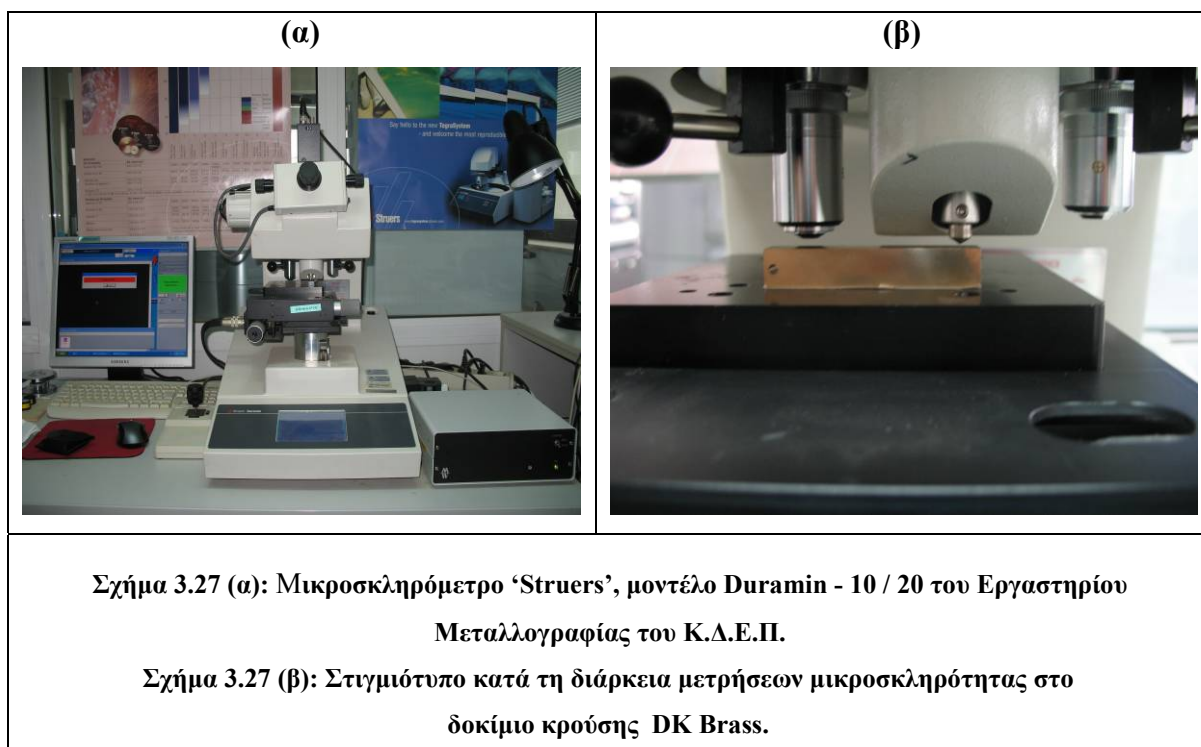 (α)
(β)
Say hello to the new TegraSystem
- and welcome the most reproducible
Struers
Σχήμα 3.27 (α): Μικροσκληρόμετρο ‘Struers’, μοντέλο Duramin - 10 / 20 του Εργαστηρίου
Μεταλλογραφίας του Κ.Δ.Ε.Π.
Σχήμα 3.27 (β): Στιγμιότυπο κατά τη διάρκεια μετρήσεων μικροσκληρότητας στο
δοκίμιο κρούσης DK Brass.